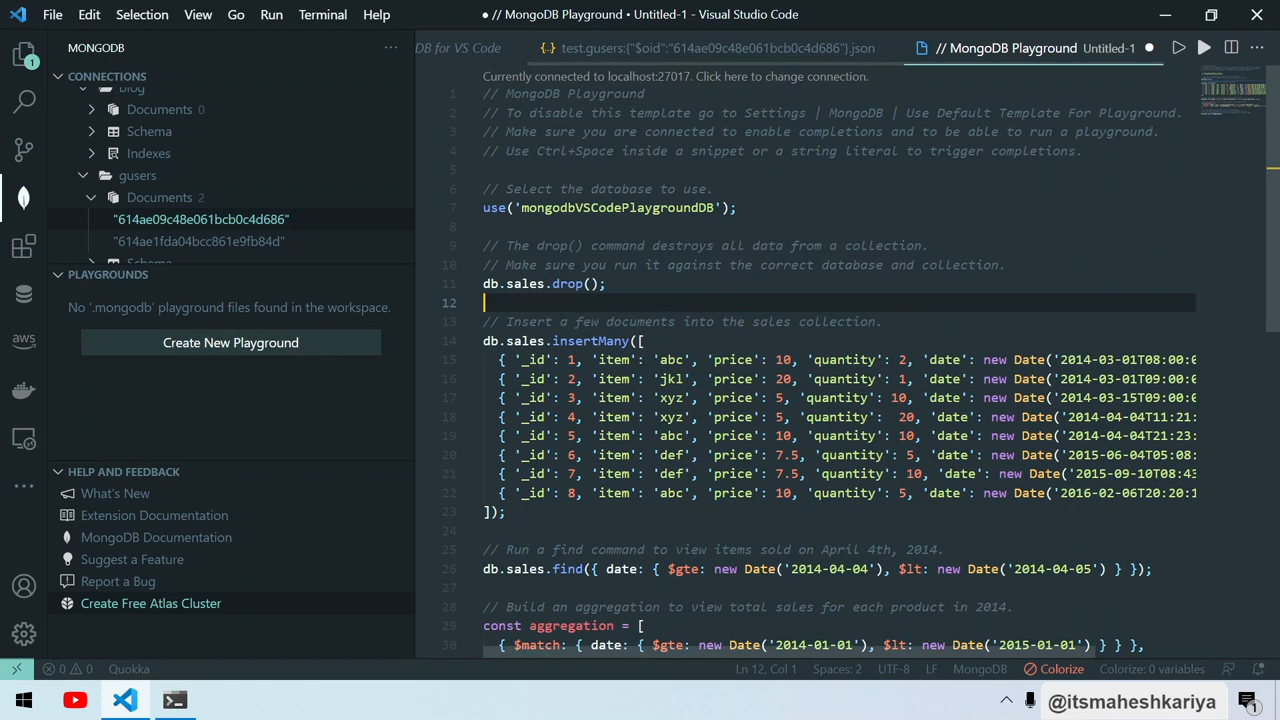 File Edit Selection View Go Run Terminal Help
● // MongoDB Playground • Untitled-1 - Visual Studio Code
1
MONGODB
CONNECTIONS
blog
Documents 0
Schema
Indexes
gusers
Documents 2
"614ae09c48e061bcb0c4d686"
"614ae1fda04bcc861e9fb84d"
Schema
PLAYGROUNDS
No '.mongodb' playground files found in the workspace.
Create New Playground
aws
HELP AND FEEDBACK
What's New
Extension Documentation
MongoDB Documentation
Suggest a Feature
Report a Bug
Create Free Atlas Cluster
DB for VS Code
test.gusers:{"$oid":"614ae09c48e061bcb0c4d686"}.json
// MongoDB Playground Untitled-1
Currently connected to localhost:27017. Click here to change connection.
1 // MongoDB Playground
2 // To disable this template go to Settings | MongoDB | Use Default Template For Playground.
3 // Make sure you are connected to enable completions and to be able to run a playground.
4 // Use Ctrl+Space inside a snippet or a string literal to trigger completions.
5
6 // Select the database to use.
7 use('mongodbVSCodePlaygroundDB');
8
9 // The drop() command destroys all data from a collection.
10 // Make sure you run it against the correct database and collection.
11 db.sales.drop();
12
13 // Insert a few documents into the sales collection.
14 db.sales.insertMany([
15 { '_id': 1, 'item': 'abc', 'price': 10, 'quantity': 2, 'date': new Date('2014-03-01T08:00:0
16 { '_id': 2, 'item': 'jkl', 'price': 20, 'quantity': 1, 'date': new Date('2014-03-01T09:00:0
17 { '_id': 3, 'item': 'xyz', 'price': 5, 'quantity': 10, 'date': new Date('2014-03-15T09:00:0
18 { '_id': 4, 'item': 'xyz', 'price': 5, 'quantity': 20, 'date': new Date('2014-04-04T11:21:
19 { '_id': 5, 'item': 'abc', 'price': 10, 'quantity': 10, 'date': new Date('2014-04-04T21:23:
20 { '_id': 6, 'item': 'def', 'price': 7.5, 'quantity': 5, 'date': new Date('2015-06-04T05:08:
21 { '_id': 7, 'item': 'def', 'price': 7.5, 'quantity': 10, 'date': new Date('2015-09-10T08:43
22 { '_id': 8, 'item': 'abc', 'price': 10, 'quantity': 5, 'date': new Date('2016-02-06T20:20:1
23 ]);
24
25 // Run a find command to view items sold on April 4th, 2014.
26 db.sales.find({ date: { $gte: new Date('2014-04-04'), $lt: new Date('2014-04-05') } });
27
28 // Build an aggregation to view total sales for each product in 2014.
29 const aggregation = [
30 { $match: { date: { $gte: new Date('2014-01-01'), $lt: new Date('2015-01-01') } } },
0 0 Quokka
Ln 12, Col 1 Spaces: 2 UTF-8 LF MongoDB Colorize Colorize: 0 variables
@itsmaheshkariya
1